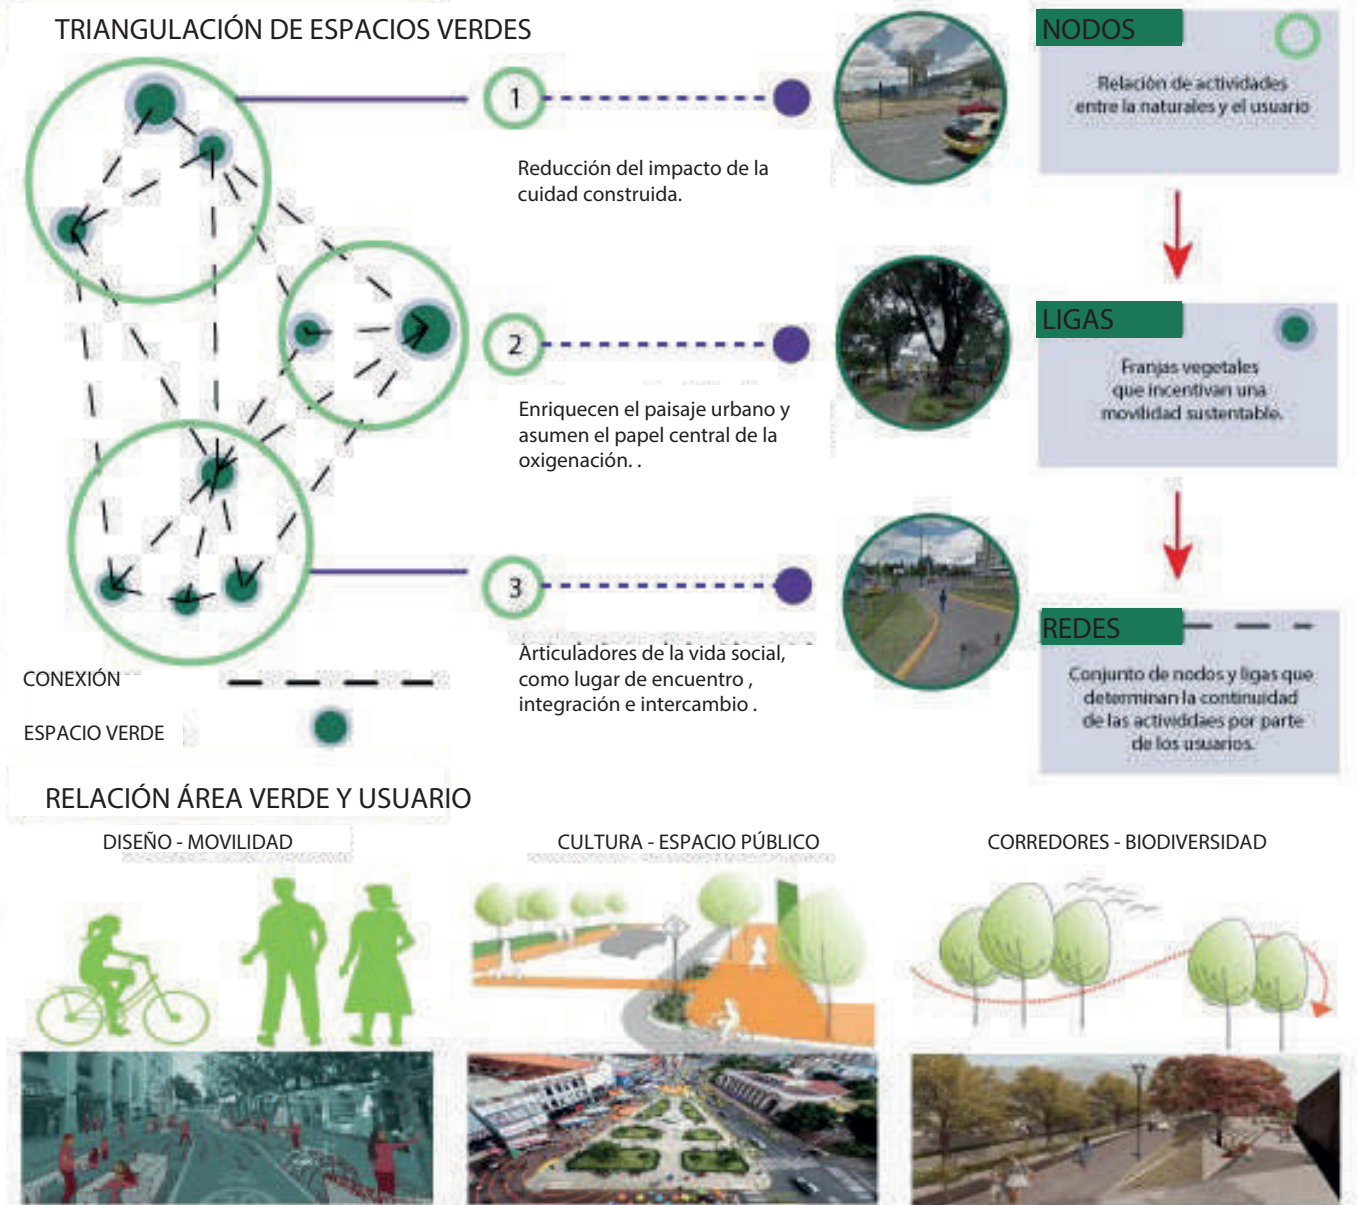 TRIANGULACIÓN DE ESPACIOS VERDES
1
Reducción del impacto de la
cuidad construida.
2
Enriquecen el paisaje urbano y
asumen el papel central de la
oxigenación. .
3
Articuladores de la vida social,
como lugar de encuentro ,
integración e intercambio .
NODOS
Relación de actividades
entre la naturales y el usuario
LIGAS
Franjas vegetales
que incentivan una
movilidad sustentable.
REDES
Conjunto de nodos y ligas que
determinan la continuidad
de las actividdaes por parte
de los usuarios.
CONEXIÓN
ESPACIO VERDE
RELACIÓN ÁREA VERDE Y USUARIO
DISEÑO - MOVILIDAD
CULTURA - ESPACIO PÚBLICO
CORREDORES - BIODIVERSIDAD